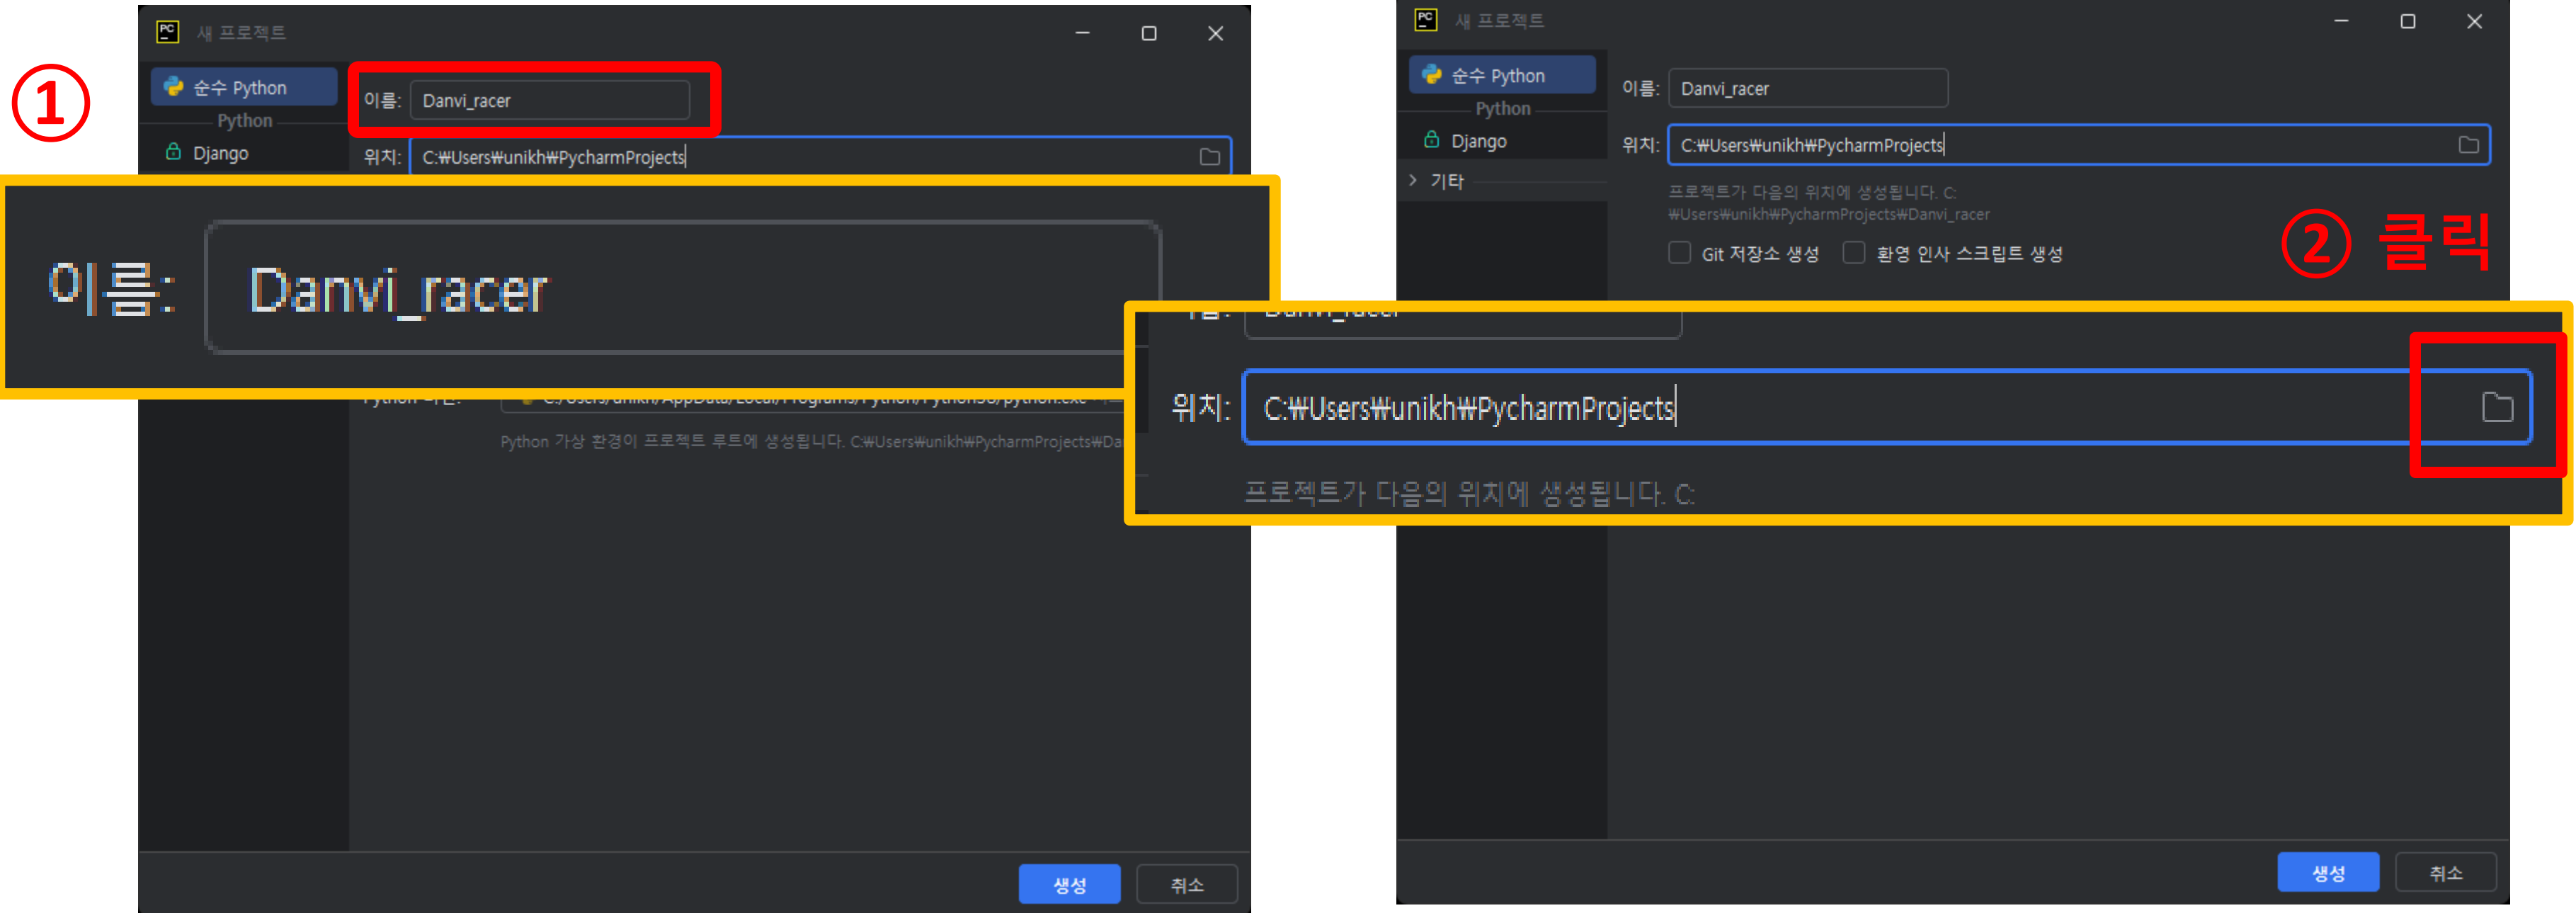 ①
새 프로젝트
순수 Python
Python
Django
이름: Danvi_racer
위치: C:₩Users₩unikh₩PycharmProjects
이름: Danvi_racer
Python 가상 환경이 프로젝트 루트에 생성됩니다. C:₩Users₩unikh₩PycharmProjects₩Da
생성
취소
새 프로젝트
순수 Python
Python
Django
기타
이름: Danvi_racer
위치: C:₩Users₩unikh₩PycharmProjects
프로젝트가 다음의 위치에 생성됩니다. C:
₩Users₩unikh₩PycharmProjects₩Danvi_racer
Git 저장소 생성 환영 인사 스크립트 생성
② 클릭
위치: C:₩Users₩unikh₩PycharmProjects
프로젝트가 다음의 위치에 생성됩니다. C:
생성
취소